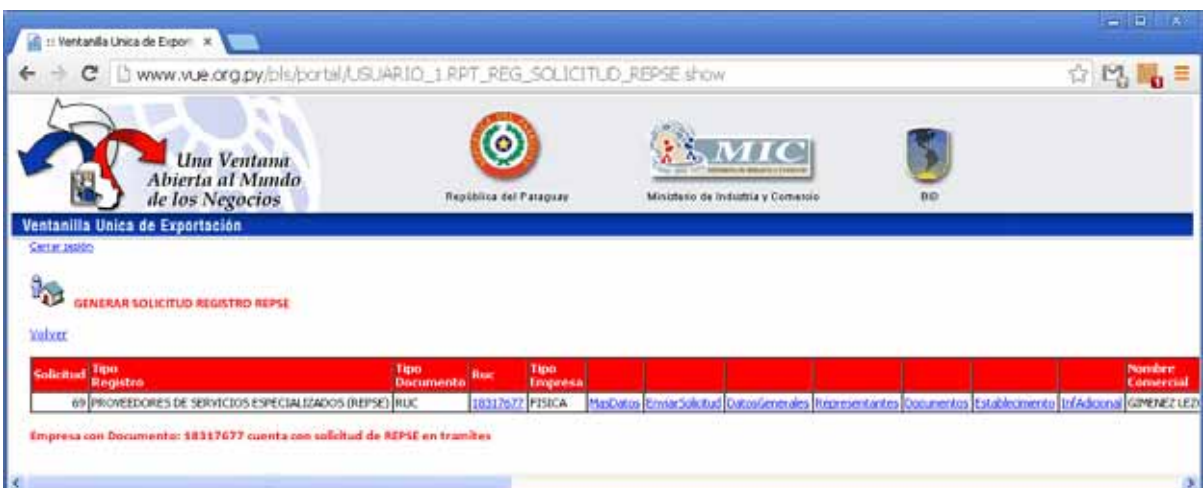 :: Ventanilla Unica de Expor
www.vue.org.py/bls/portal/USUARIO_1.RPT_REG_SOLICITUD_REPSE.show
1
Una Ventana
Abierta al Mundo
de los Negocios
República del Paraguay
MIC
Ministerio de Industria y Comercio
BID
Ventanilla Unica de Exportación
Cerrar sesión
GENERAR SOLICITUD REGISTRO REPSE
Volver
Solicitud Tipo Registro Tipo Documento Ruc Tipo Empresa Nombre Comercial
69 PROVEEDORES DE SERVICIOS ESPECIALIZADOS (REPSE) RUC 18317677 FISICA MasDatos EnviarSolicitud DatosGenerales Representantes Documentos Establecimento InfAdicional GIMENEZ LEZ
Empresa con Documento: 18317677 cuenta con solicitud de REPSE en tramites